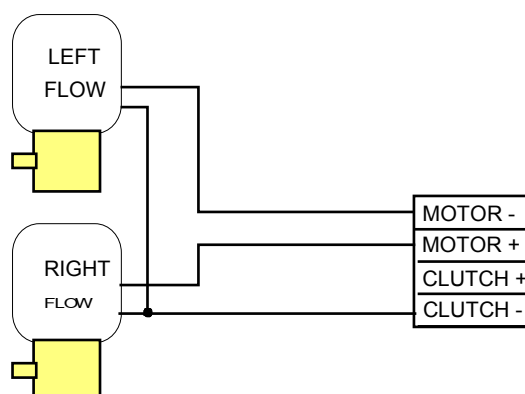 LEFT
FLOW
RIGHT
FLOW
MOTOR -
MOTOR +
CLUTCH +
CLUTCH -